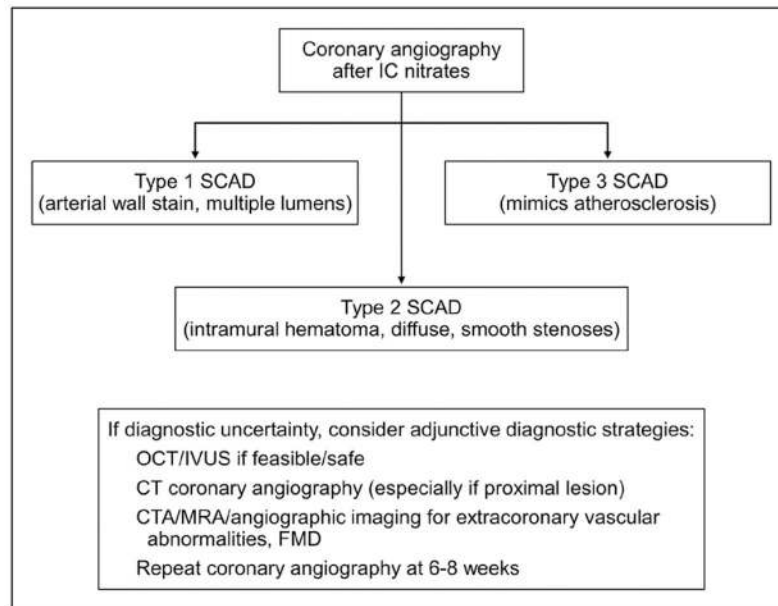 Coronary angiography
after IC nitrates
Type 1 SCAD
(arterial wall stain, multiple lumens)
Type 3 SCAD
(mimics atherosclerosis)
Type 2 SCAD
(intramural hematoma, diffuse, smooth stenoses)
If diagnostic uncertainty, consider adjunctive diagnostic strategies:
OCT/IVUS if feasible/safe
CT coronary angiography (especially if proximal lesion)
CTA/MRA/angiographic imaging for extracoronary vascular
abnormalities, FMD
Repeat coronary angiography at 6-8 weeks